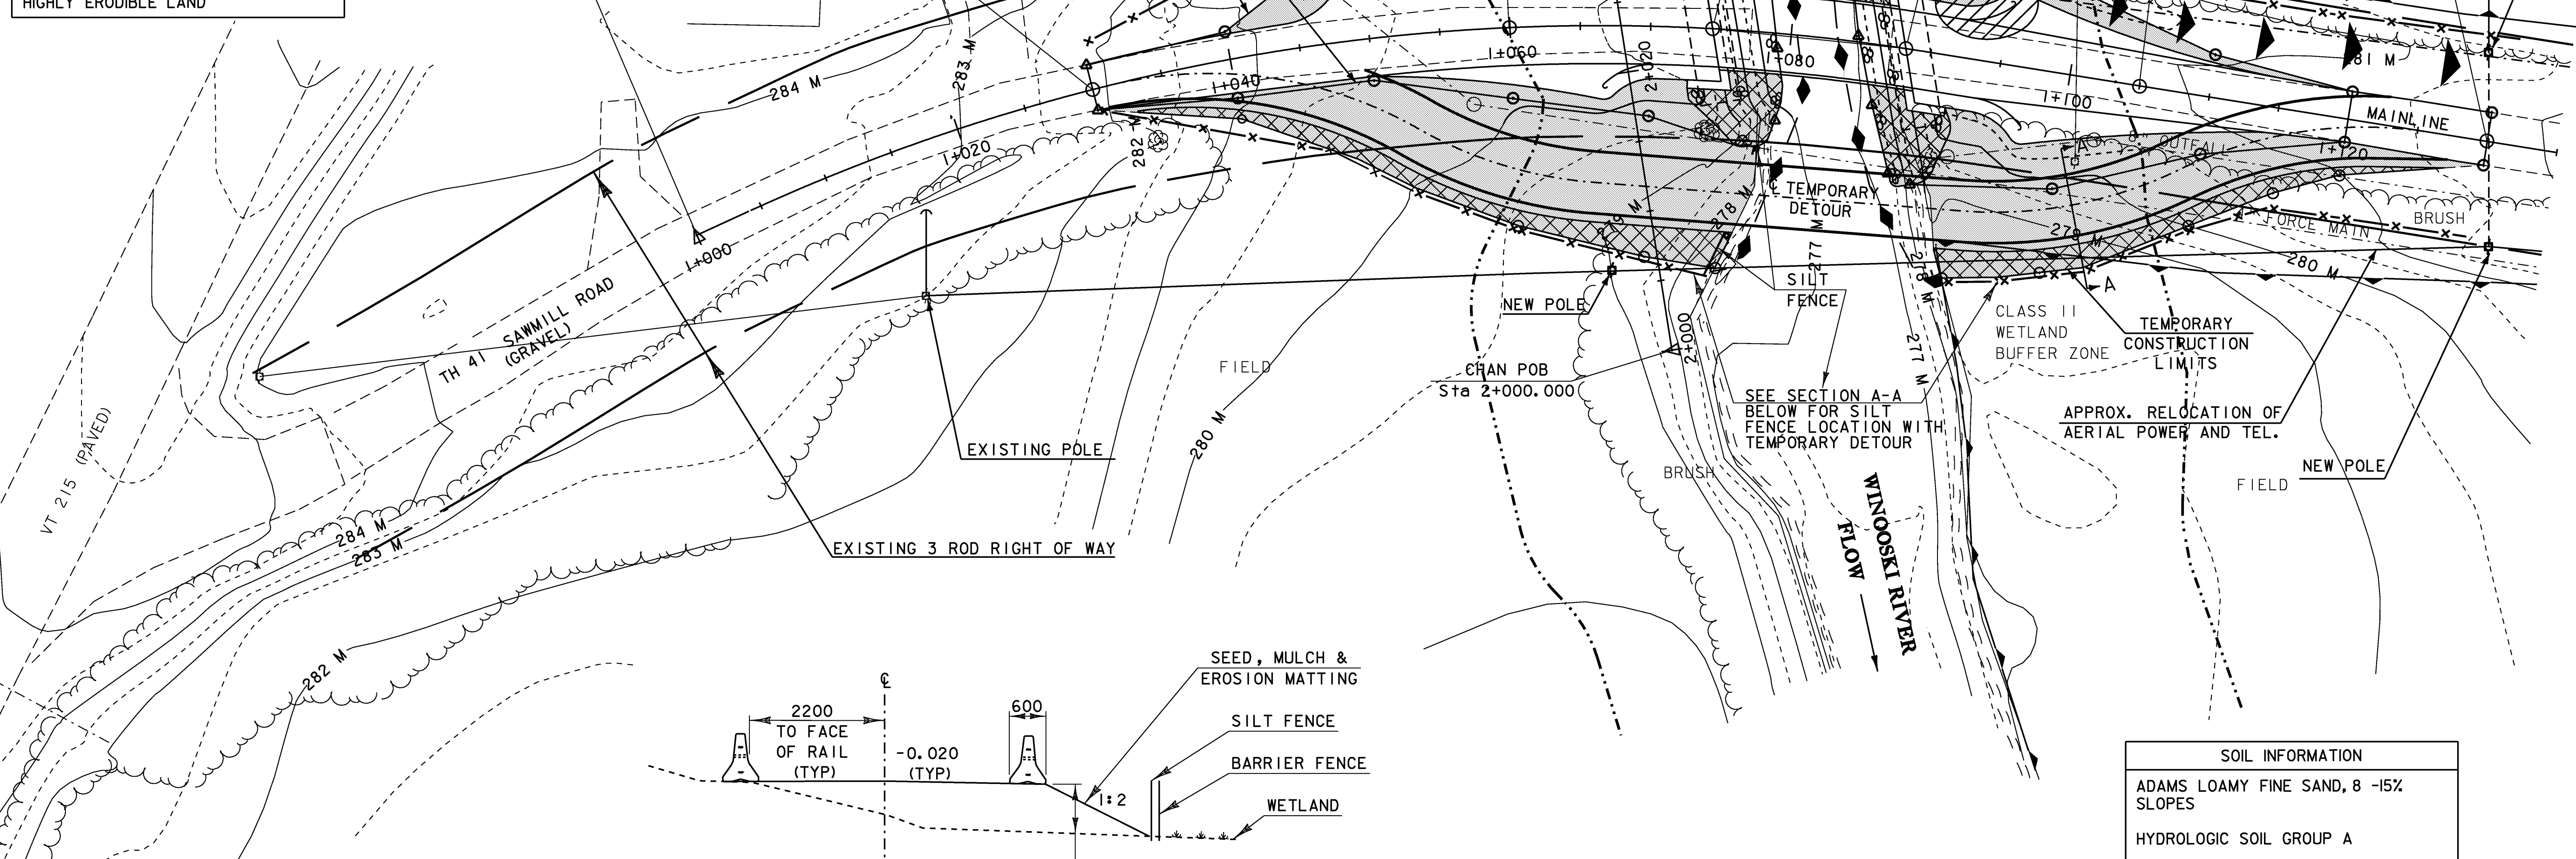 HIGHLY ERODIBLE LAND
284 M
283 M
1+040
1+060
2+020
1+080
281 M
1+100
MAINLINE
OUTFALL
1+120
1+020
282 M
1+000
TEMPORARY
DETOUR
279 M
278 M
277 M
278 M
279 M
FORCE MAIN
BRUSH
280 M
A
A
TH 41 SAWMILL ROAD
(GRAVEL)
NEW POLE
SILT
FENCE
2+000
277 M
CLASS II
WETLAND
BUFFER ZONE
TEMPORARY
CONSTRUCTION
LIMITS
FIELD
CHAN POB
Sta 2+000.000
SEE SECTION A-A
BELOW FOR SILT
FENCE LOCATION WITH
TEMPORARY DETOUR
APPROX. RELOCATION OF
AERIAL POWER AND TEL.
VT 215 (PAVED)
EXISTING POLE
280 M
BRUSH
NEW POLE
FIELD
284 M
283 M
EXISTING 3 ROD RIGHT OF WAY
WINOOSKI RIVER
FLOW
282 M
SEED, MULCH &
EROSION MATTING
℄
2200
TO FACE
OF RAIL
(TYP)
-0.020
(TYP)
600
SILT FENCE
BARRIER FENCE
1:2
WETLAND
SOIL INFORMATION
ADAMS LOAMY FINE SAND, 8 -15%
SLOPES
HYDROLOGIC SOIL GROUP A